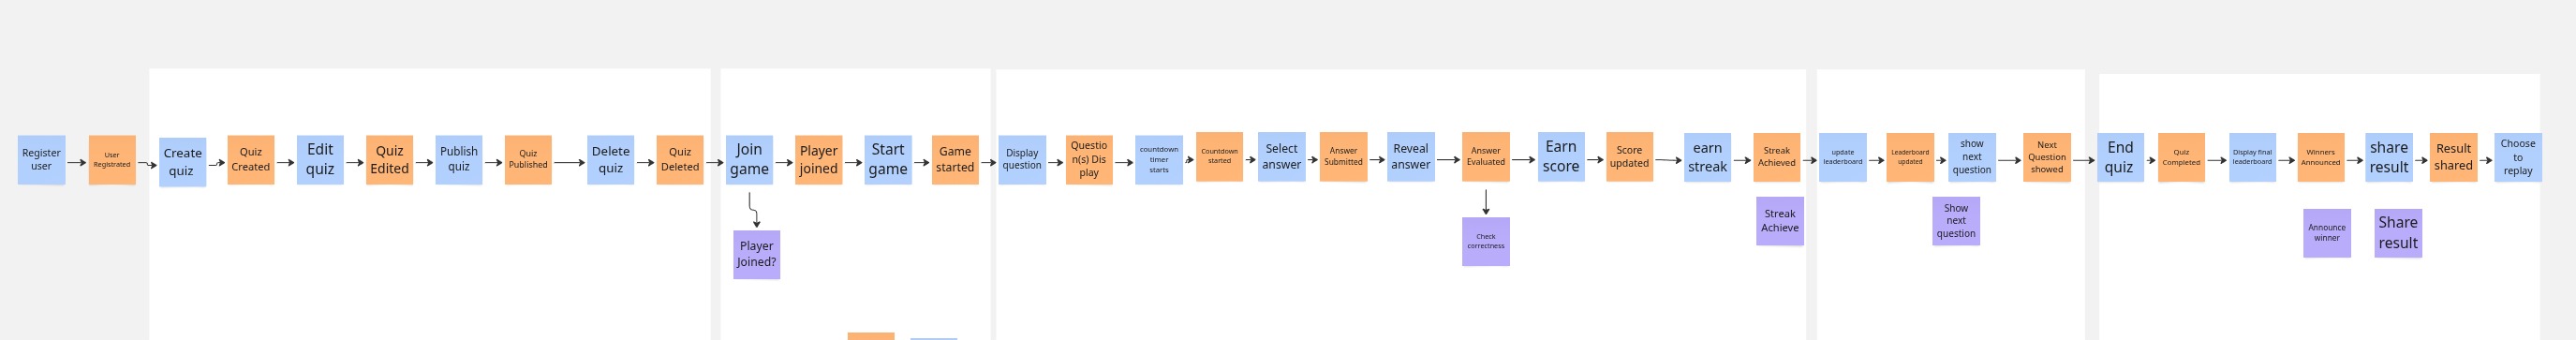 Register
user
User
Registrated
Create
quiz
Quiz
Created
Edit
quiz
Quiz
Edited
Publish
quiz
Quiz
Published
Delete
quiz
Quiz
Deleted
Join
game
Player
joined
Start
game
Game
started
Display
question
Questio
n(s) Dis
play
countdown
timer
starts
Countdown
started
Select
answer
Answer
Submitted
Reveal
answer
Answer
Evaluated
Earn
score
Score
updated
earn
streak
Streak
Achieved
update
leaderboard
Leaderboard
updated
show
next
question
Next
Question
showed
End
quiz
Quiz
Completed
Display final
leaderboard
Winners
Announced
share
result
Result
shared
Choose
to
replay
Player
Joined?
Check
correctness
Streak
Achieve
Show
next
question
Announce
winner
Share
result